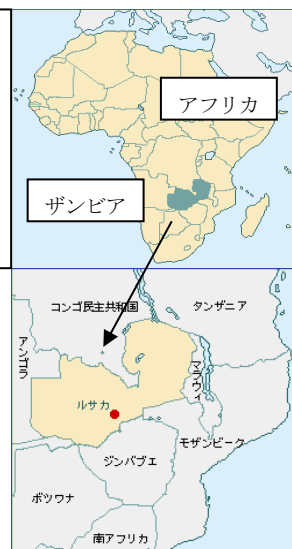 アフリカ
ザンビア
コンゴ民主共和国
タンザニア
アンゴラ
マラウィ
ルサカ
モザンビーク
ジンバブエ
ボツワナ
南アフリカ